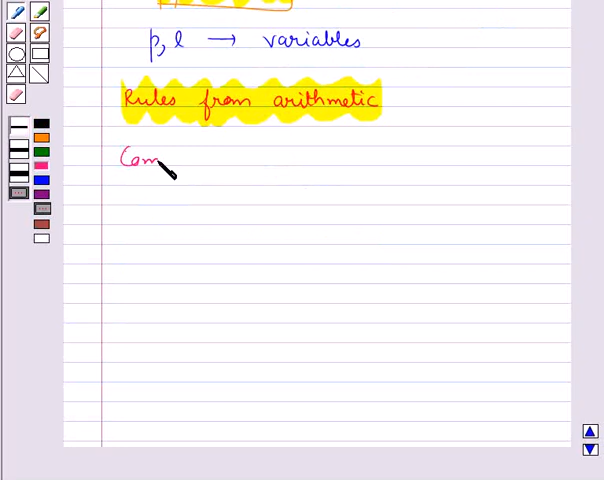 p, l → variables
Rules from arithmetic
Com